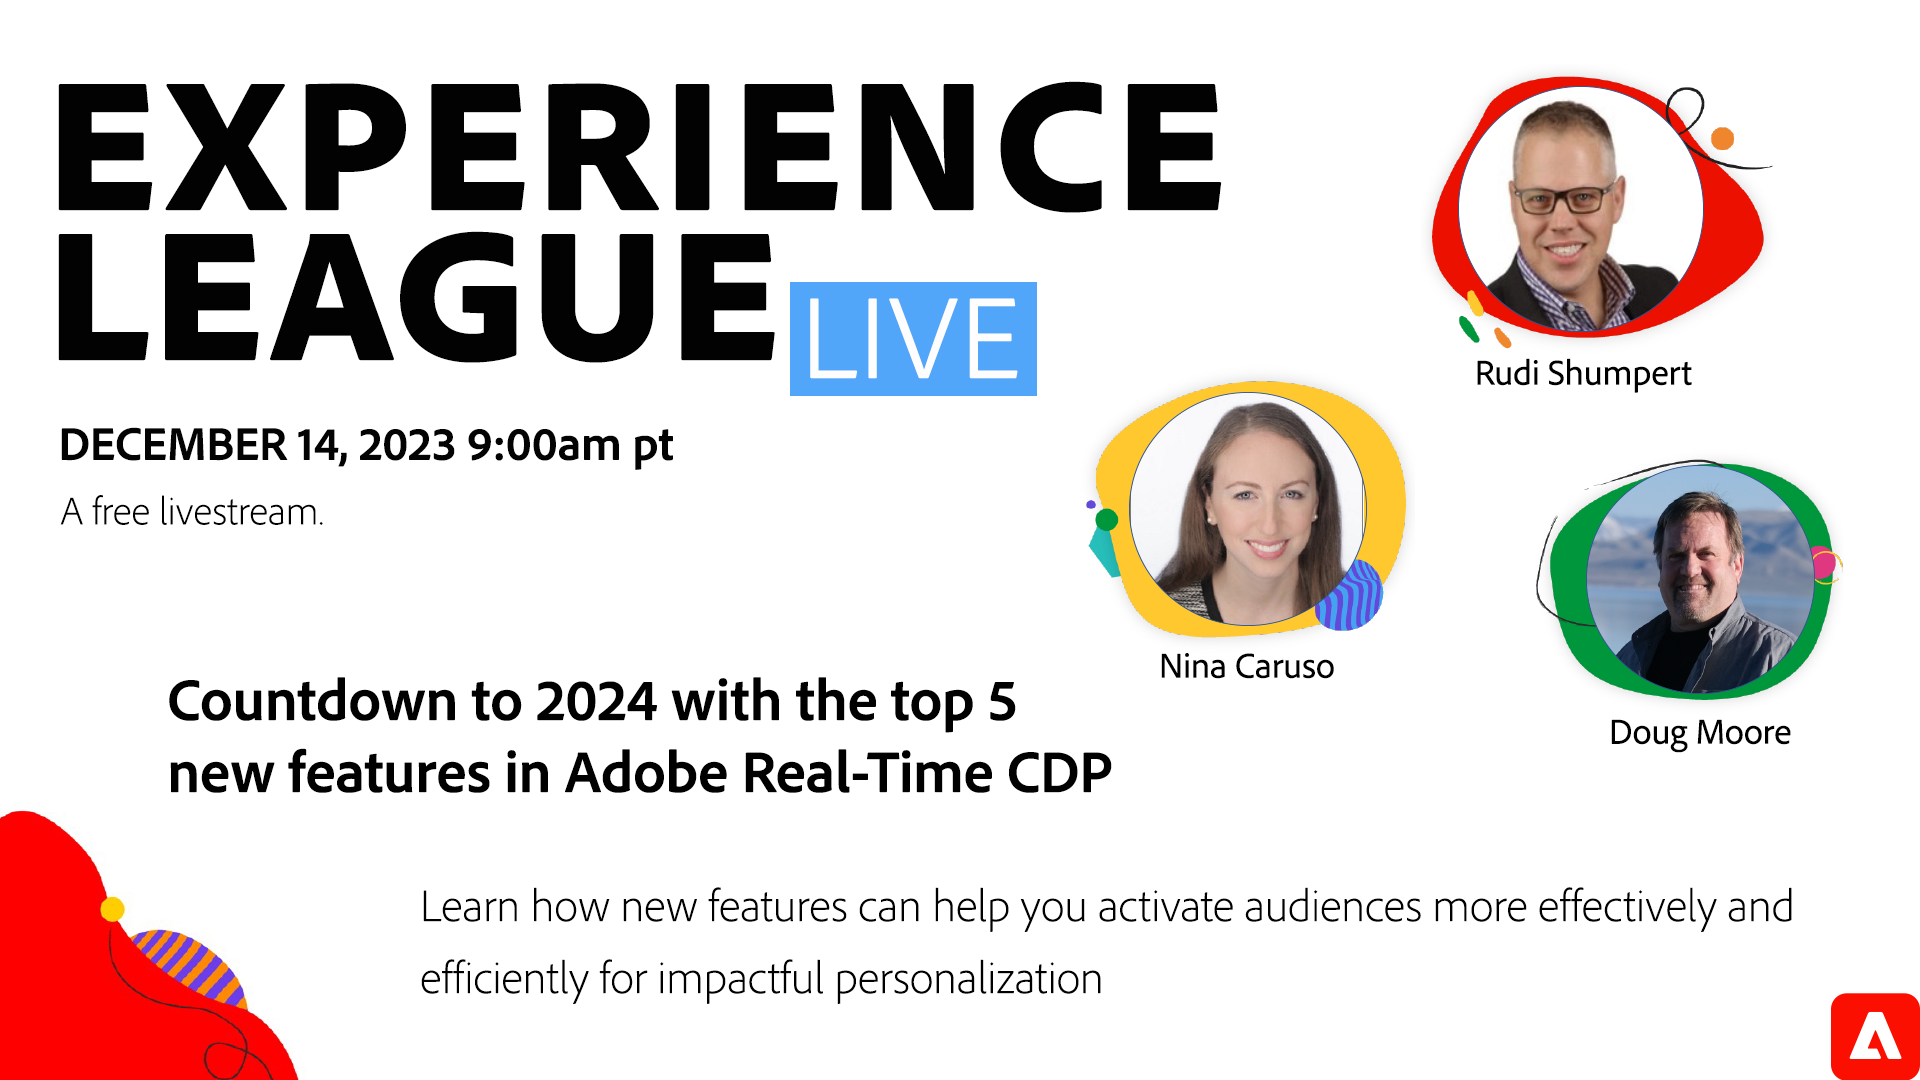 EXPERIENCE
LEAGUE LIVE
DECEMBER 14, 2023 9:00am pt
A free livestream.
Rudi Shumpert
Nina Caruso
Doug Moore
Countdown to 2024 with the top 5
new features in Adobe Real-Time CDP
Learn how new features can help you activate audiences more effectively and
efficiently for impactful personalization